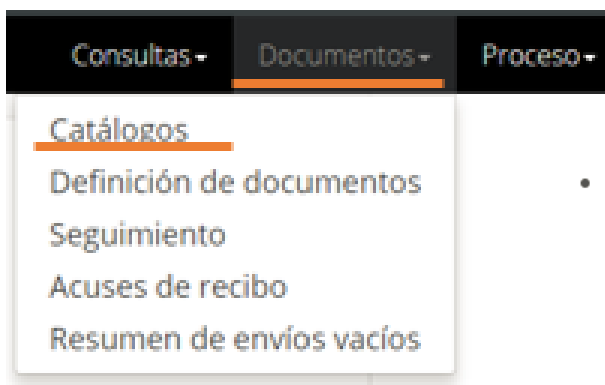 Consultas Documentos Proceso
Catálogos
Definición de documentos
Seguimiento
Acuses de recibo
Resumen de envíos vacíos